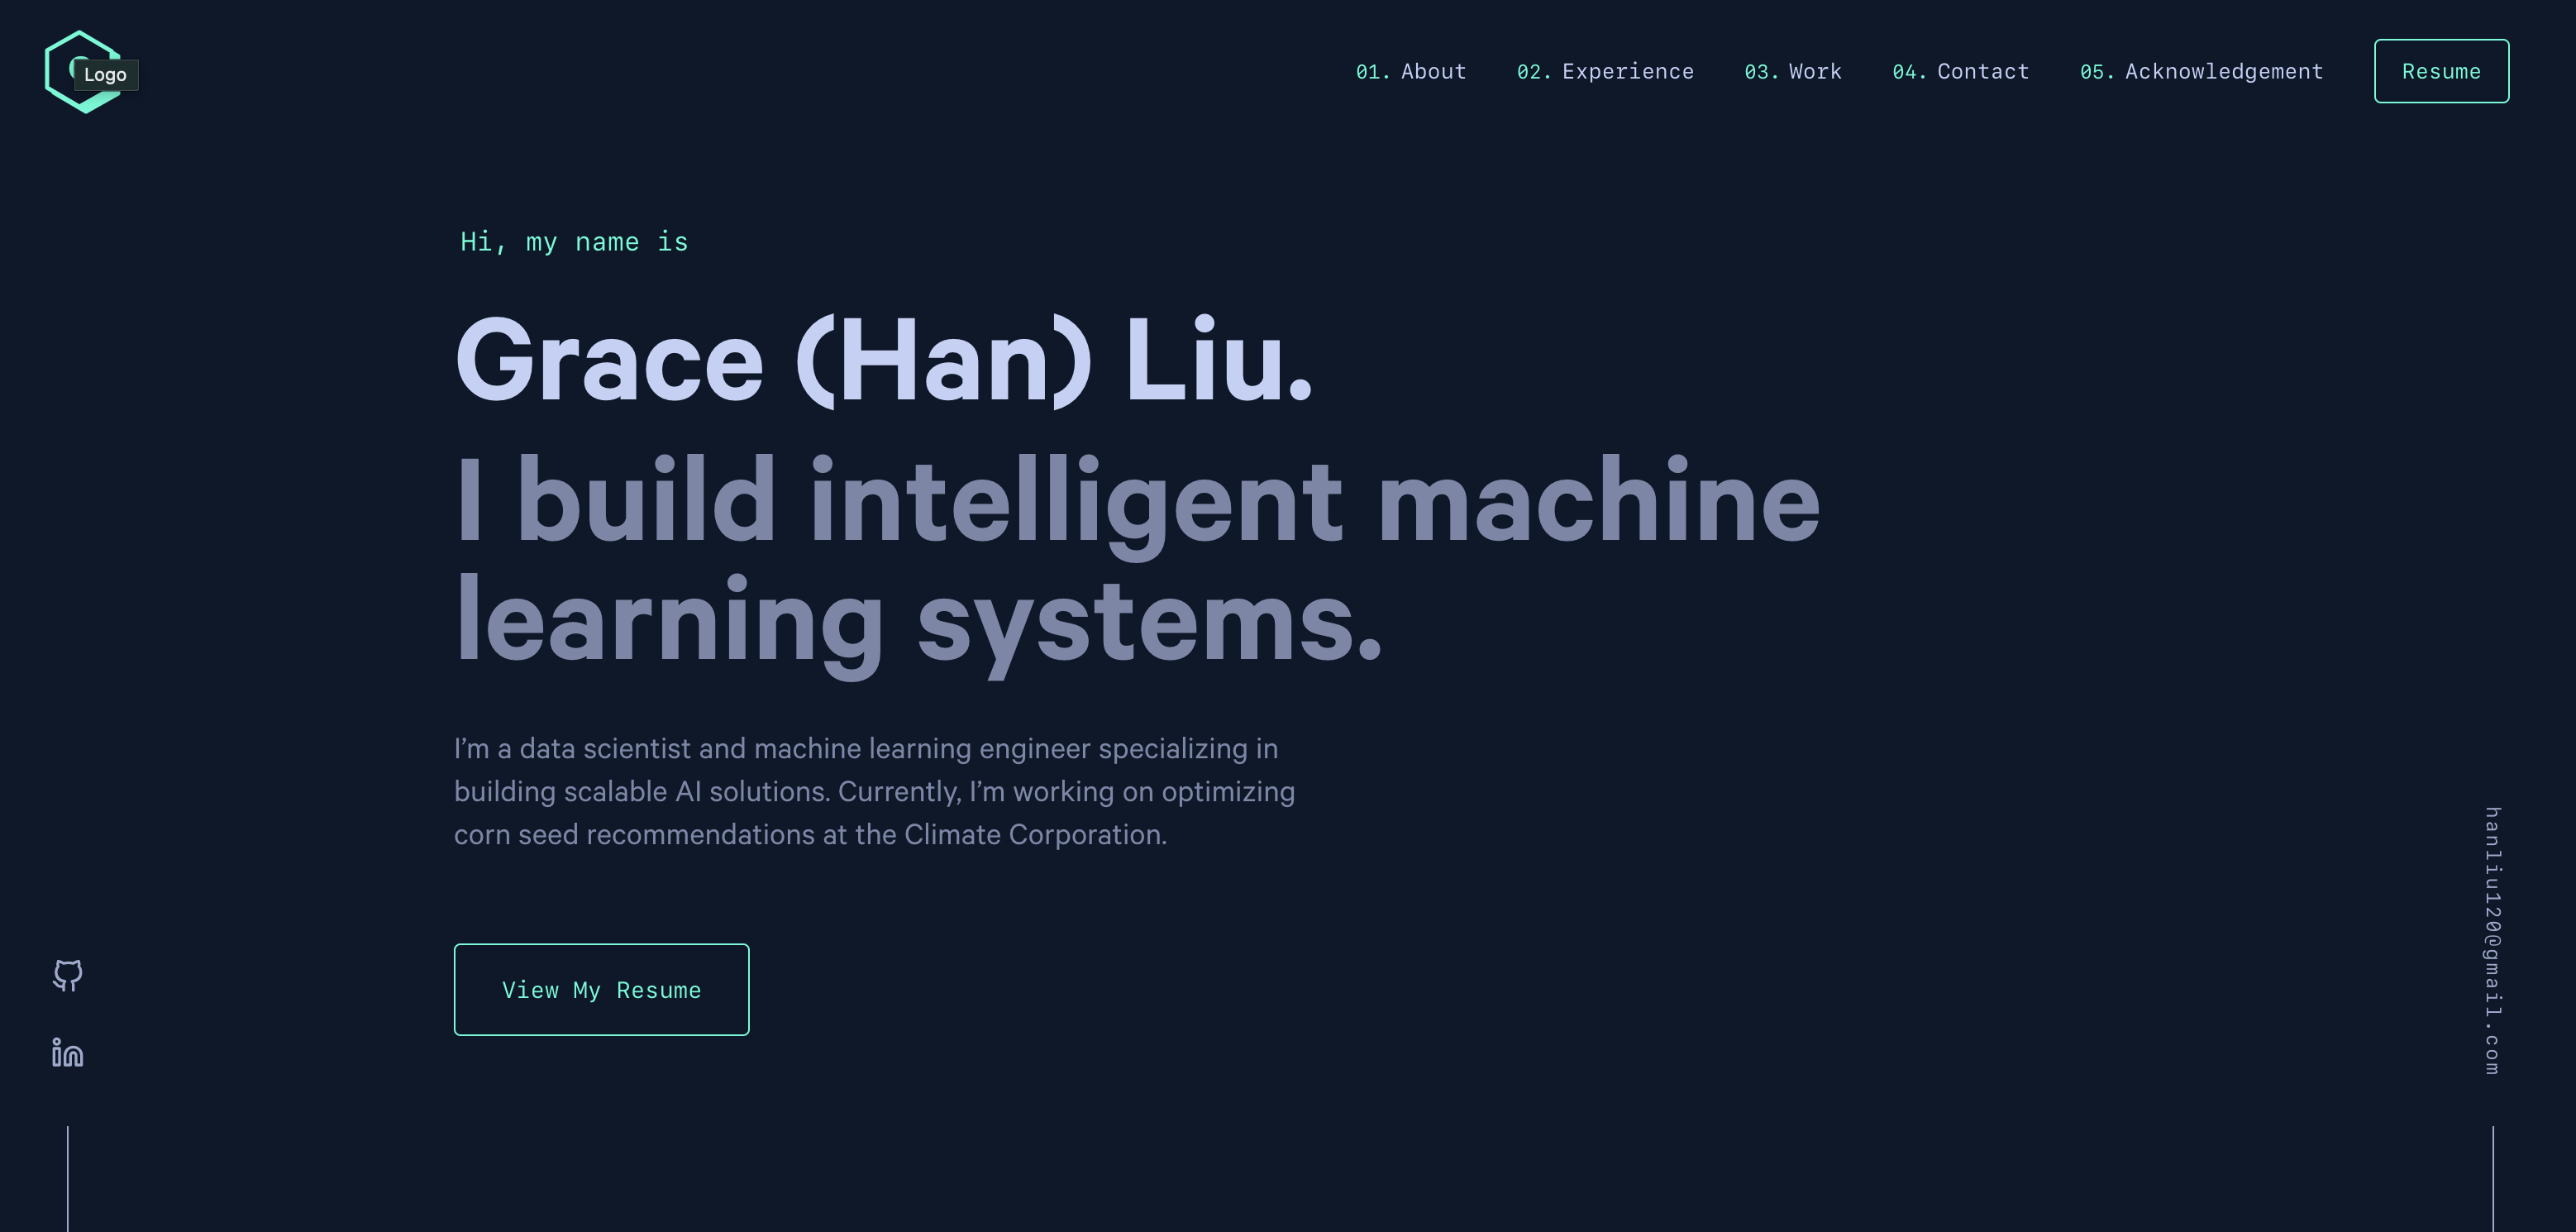 Logo
01. About
02. Experience
03. Work
04. Contact
05. Acknowledgement
Resume
Hi, my name is
Grace (Han) Liu.
I build intelligent machine
learning systems.
I’m a data scientist and machine learning engineer specializing in
building scalable AI solutions. Currently, I’m working on optimizing
corn seed recommendations at the Climate Corporation.
View My Resume
in
hanliu120@gmail.com